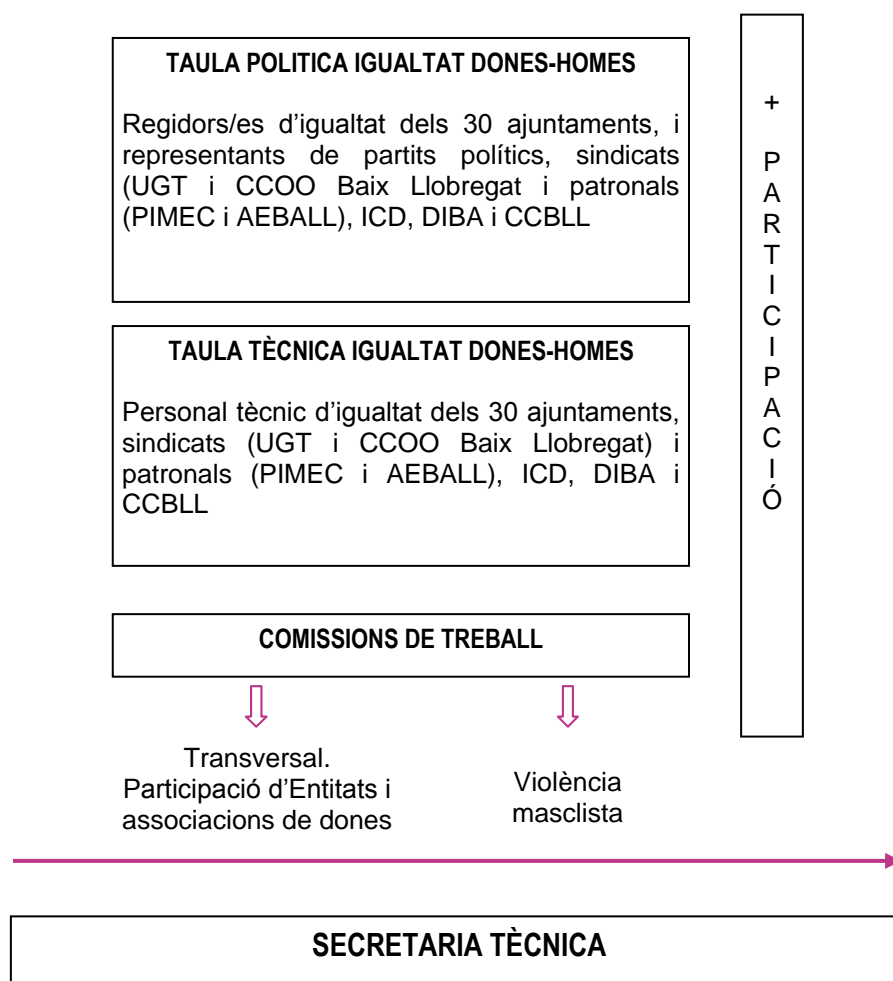 TAULA POLITICA IGUALTAT DONES-HOMES
Regidors/es d’igualtat dels 30 ajuntaments, i
representants de partits polítics, sindicats
(UGT i CCOO Baix Llobregat i patronals
(PIMEC i AEBALL), ICD, DIBA i CCBLL
TAULA TÈCNICA IGUALTAT DONES-HOMES
Personal tècnic d’igualtat dels 30 ajuntaments,
sindicats (UGT i CCOO Baix Llobregat) i
patronals (PIMEC i AEBALL), ICD, DIBA i
CCBLL
COMISSIONS DE TREBALL
Transversal.
Participació d’Entitats i
associacions de dones
Violència
masclista
+
P
A
R
T
I
C
I
P
A
C
I
Ó
SECRETARIA TÈCNICA